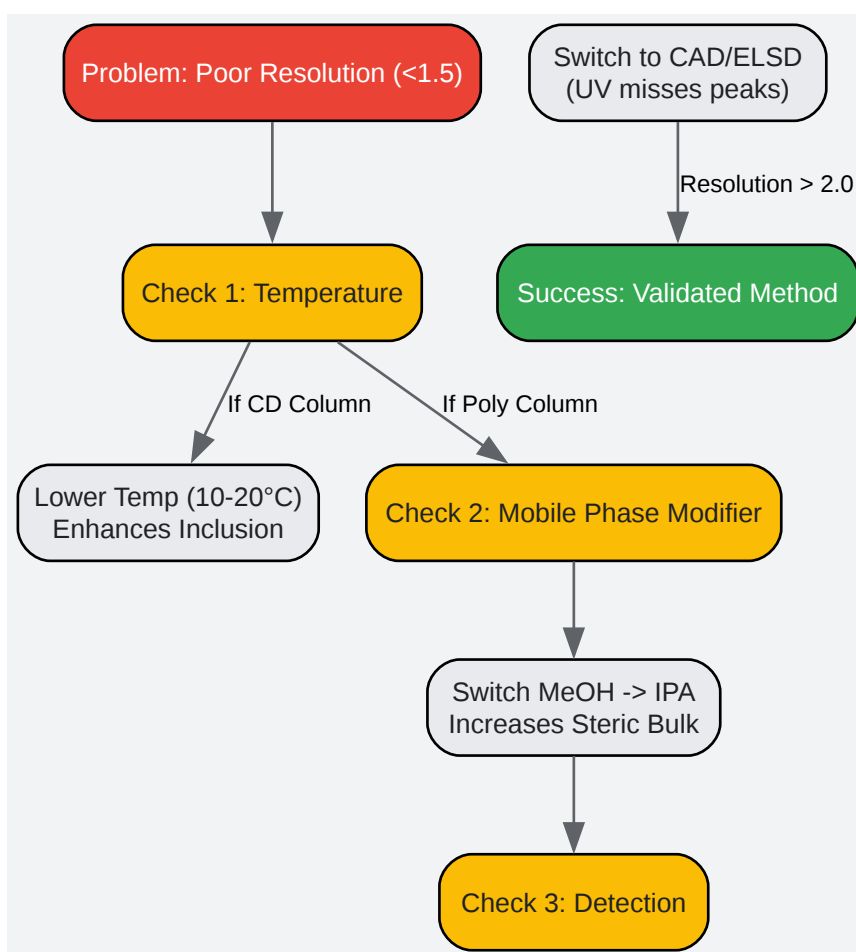 Problem: Poor Resolution (<1.5)
Switch to CAD/ELSD
(UV misses peaks)
Resolution > 2.0
Check 1: Temperature
Success: Validated Method
If CD Column
If Poly Column
Lower Temp (10-20°C)
Enhances Inclusion
Check 2: Mobile Phase Modifier
Switch MeOH -> IPA
Increases Steric Bulk
Check 3: Detection